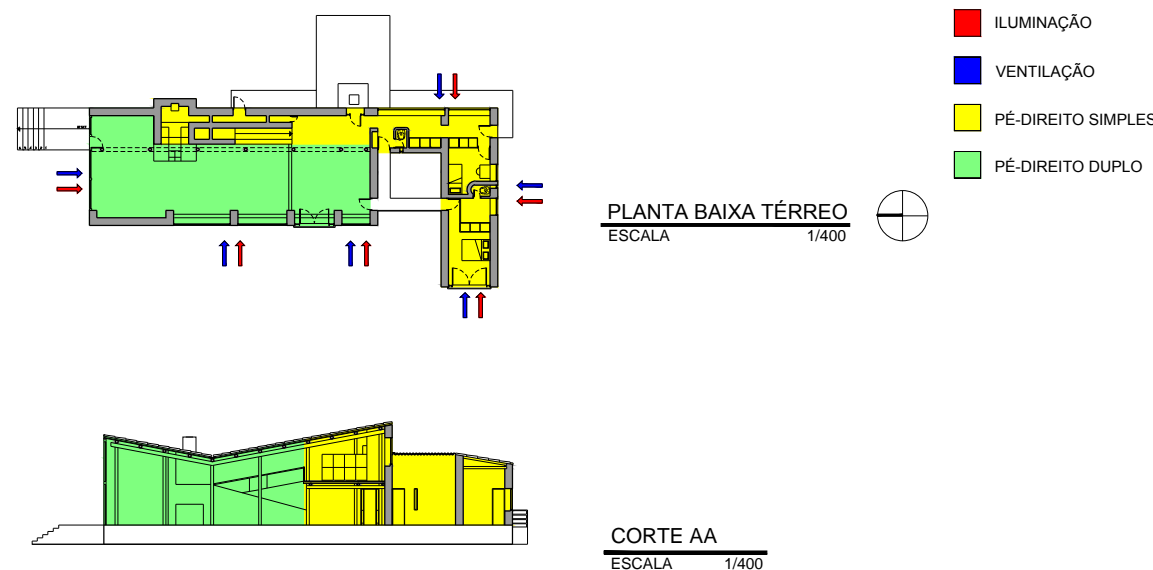 ILUMINAÇÃO
VENTILAÇÃO
PÉ-DIREITO SIMPLES
PÉ-DIREITO DUPLO
PLANTA BAIXA TÉRREO
ESCALA 1/400
CORTE AA
ESCALA 1/400